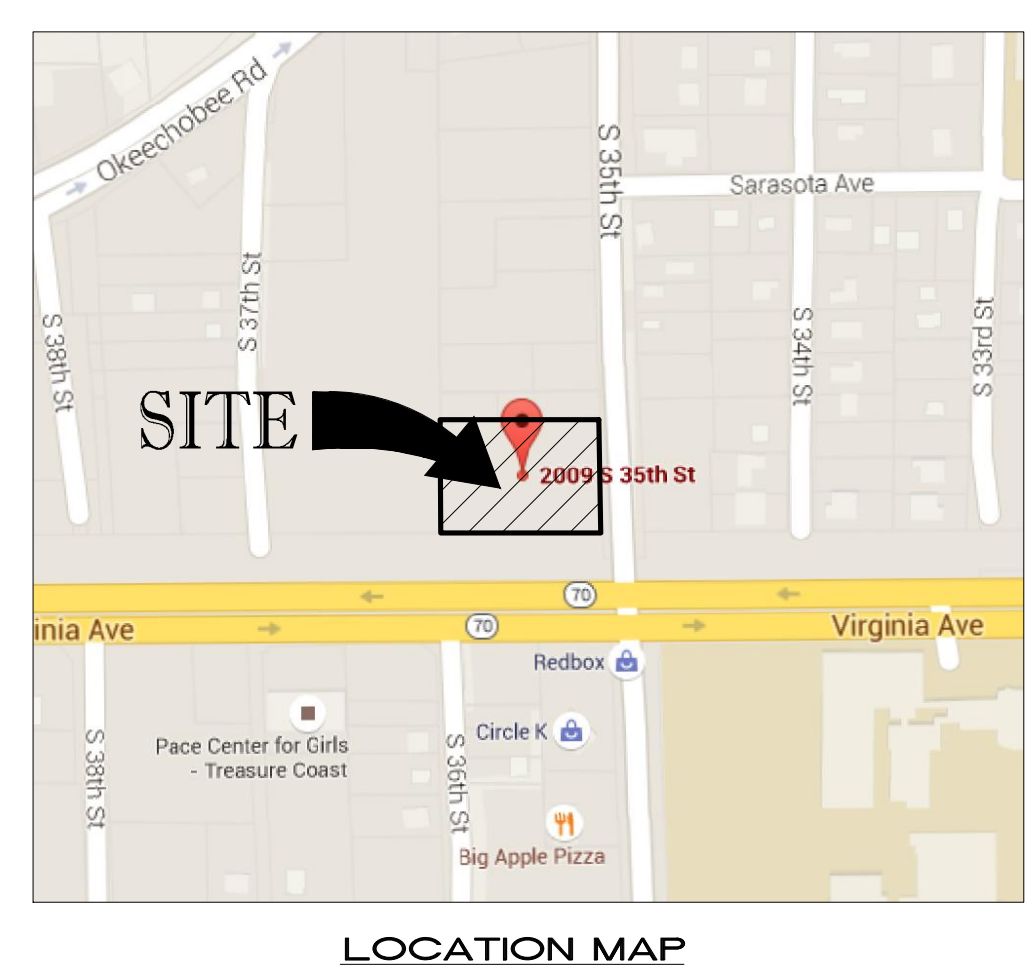 Okeechobee Rd
S 35th St
Sarasota Ave
S 37th St
S 38th St
S 34th St
S 33rd St
SITE
2009 S 35th St
70
inia Ave
70
Virginia Ave
Redbox
Circle K
Pace Center for Girls
- Treasure Coast
S 38th St
S 36th St
Big Apple Pizza
LOCATION MAP